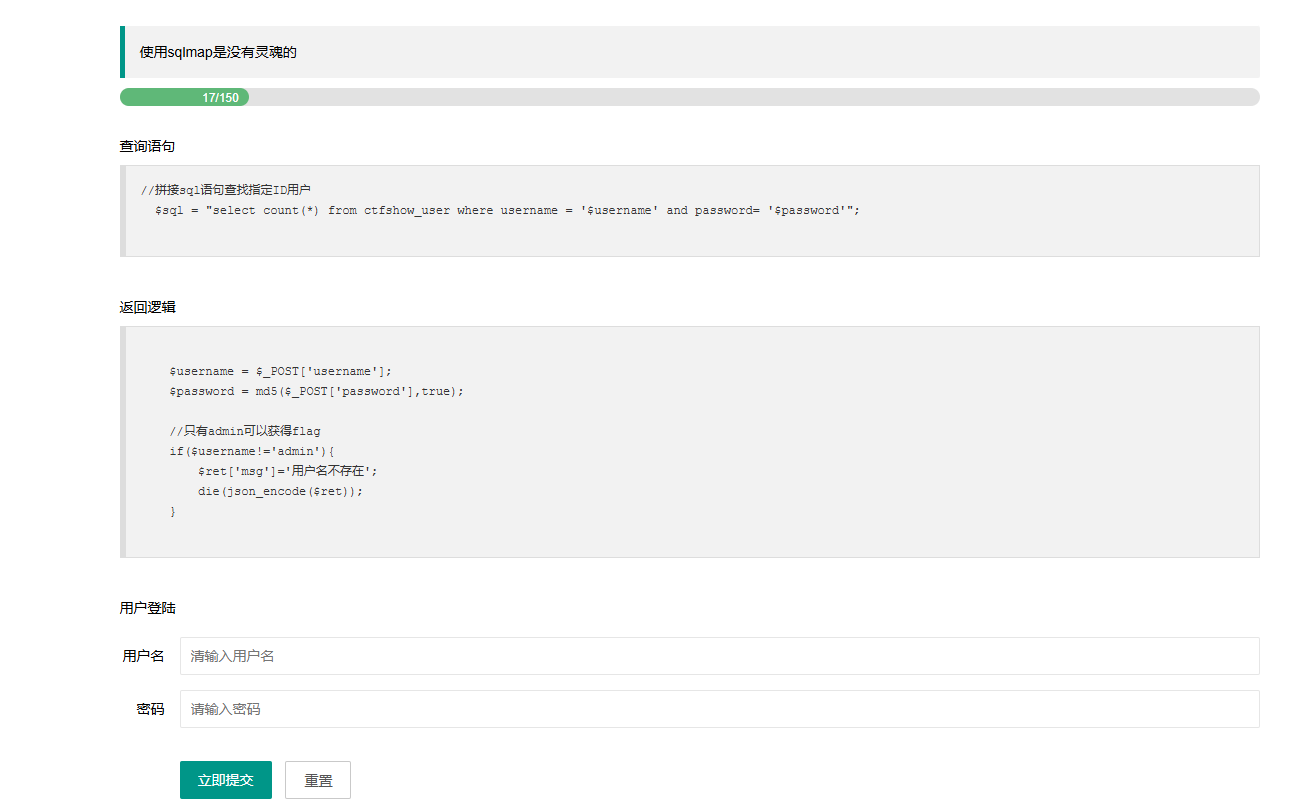 使用sqlmap是没有灵魂的
17/150
查询语句
//拼接sql语句查找指定ID用户
$sql = "select count(*) from ctfshow_user where username = '$username' and password= '$password'";
返回逻辑
$username = $_POST['username'];
$password = md5($_POST['password'],true);
//只有admin可以获得flag
if($username!='admin'){
$ret['msg']='用户名不存在';
die(json_encode($ret));
}
用户登陆
用户名 请输入用户名
密码 请输入密码
立即提交 重置